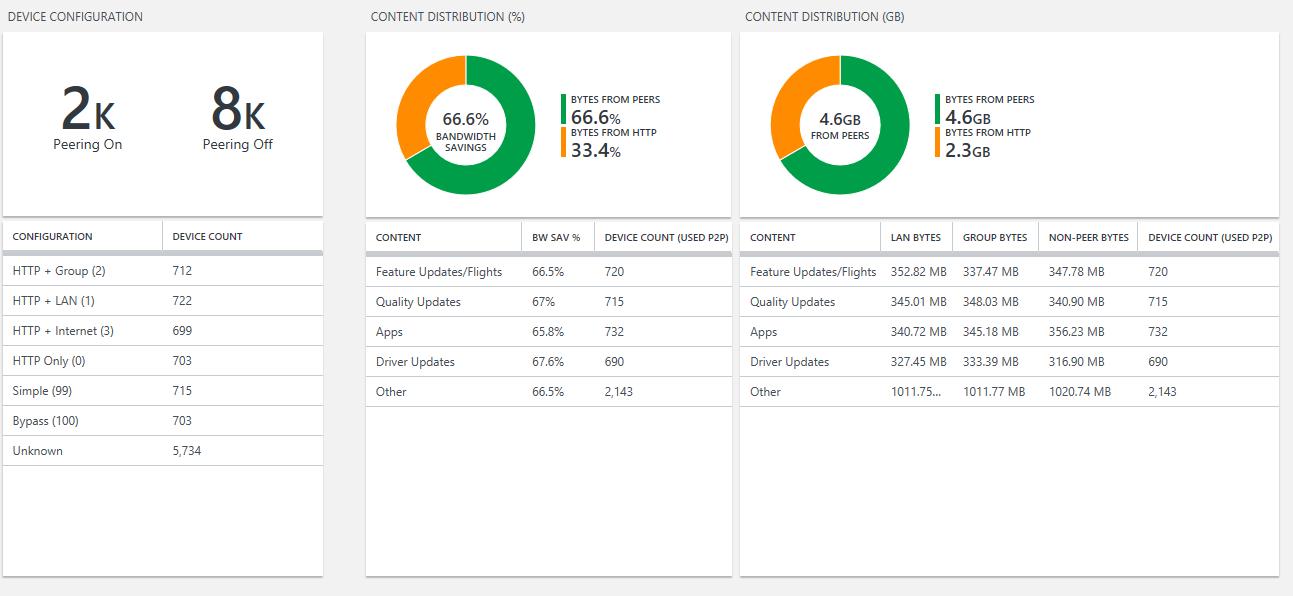 DEVICE CONFIGURATION
2K
Peering On
8K
Peering Off
CONFIGURATION DEVICE COUNT
HTTP + Group (2) 712
HTTP + LAN (1) 722
HTTP + Internet (3) 699
HTTP Only (0) 703
Simple (99) 715
Bypass (100) 703
Unknown 5,734
CONTENT DISTRIBUTION (%)
66.6%
BANDWIDTH
SAVINGS
BYTES FROM PEERS
66.6%
BYTES FROM HTTP
33.4%
CONTENT BW SAV % DEVICE COUNT (USED P2P)
Feature Updates/Flights 66.5% 720
Quality Updates 67% 715
Apps 65.8% 732
Driver Updates 67.6% 690
Other 66.5% 2,143
CONTENT DISTRIBUTION (GB)
4.6GB
FROM PEERS
BYTES FROM PEERS
4.6GB
BYTES FROM HTTP
2.3GB
CONTENT LAN BYTES GROUP BYTES NON-PEER BYTES DEVICE COUNT (USED P2P)
Feature Updates/Flights 352.82 MB 337.47 MB 347.78 MB 720
Quality Updates 345.01 MB 348.03 MB 340.90 MB 715
Apps 340.72 MB 345.18 MB 356.23 MB 732
Driver Updates 327.45 MB 333.39 MB 316.90 MB 690
Other 1011.75... 1011.77 MB 1020.74 MB 2,143